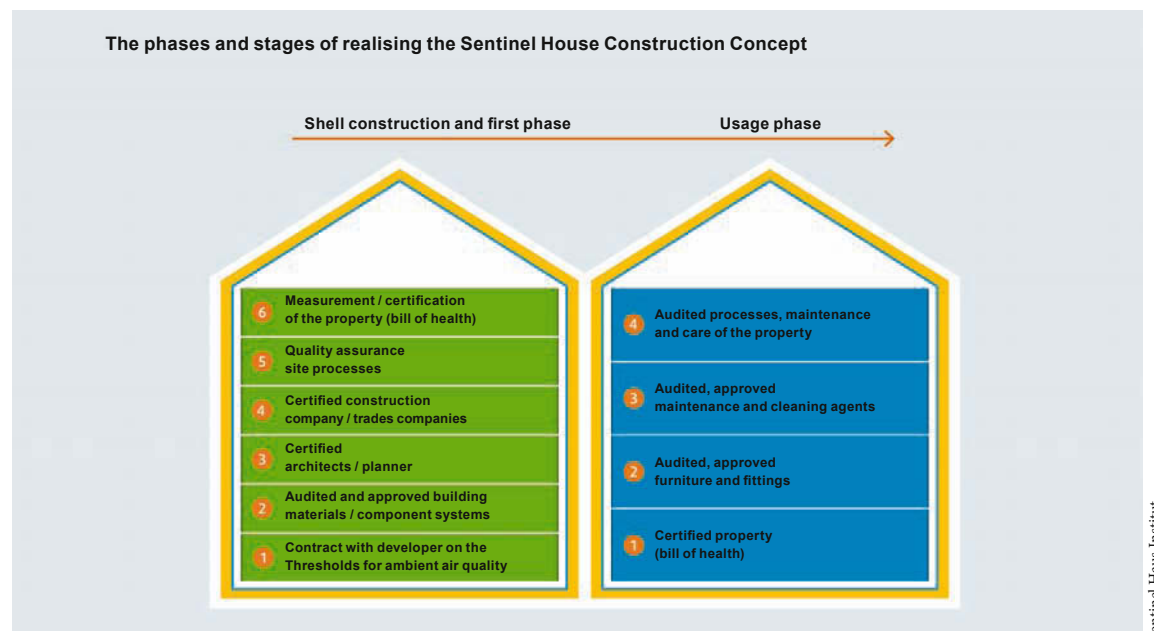 The phases and stages of realising the Sentinel House Construction Concept
Shell construction and first phase
Usage phase
6
Measurement / certification
of the property (bill of health)
5
Quality assurance
site processes
4
Certified construction
company / trades companies
3
Certified
architects / planner
2
Audited and approved building
materials / component systems
1
Contract with developer on the
Thresholds for ambient air quality
4
Audited processes, maintenance
and care of the property
3
Audited, approved
maintenance and cleaning agents
2
Audited, approved
furniture and fittings
1
Certified property
(bill of health)
Haus Institut